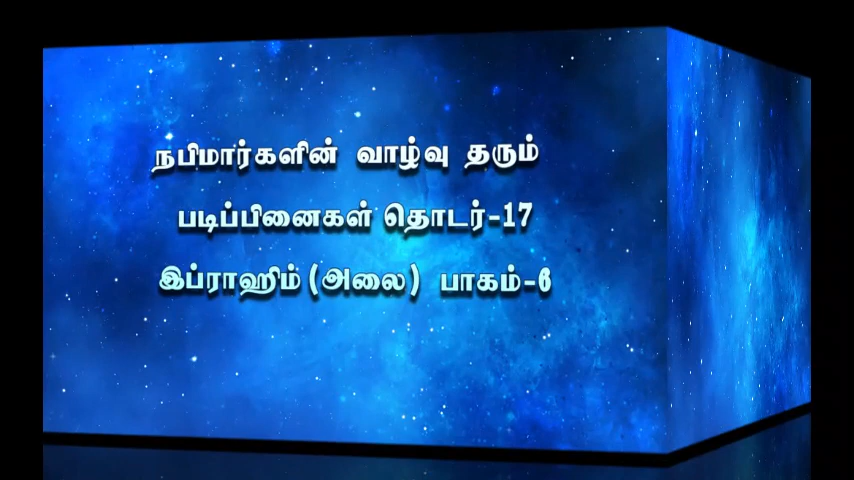 நபிமார்களின் வாழ்வு தரும்
படிப்பினைகள் தொடர்-17
இப்ராஹிம் (அலை) பாகம்-6